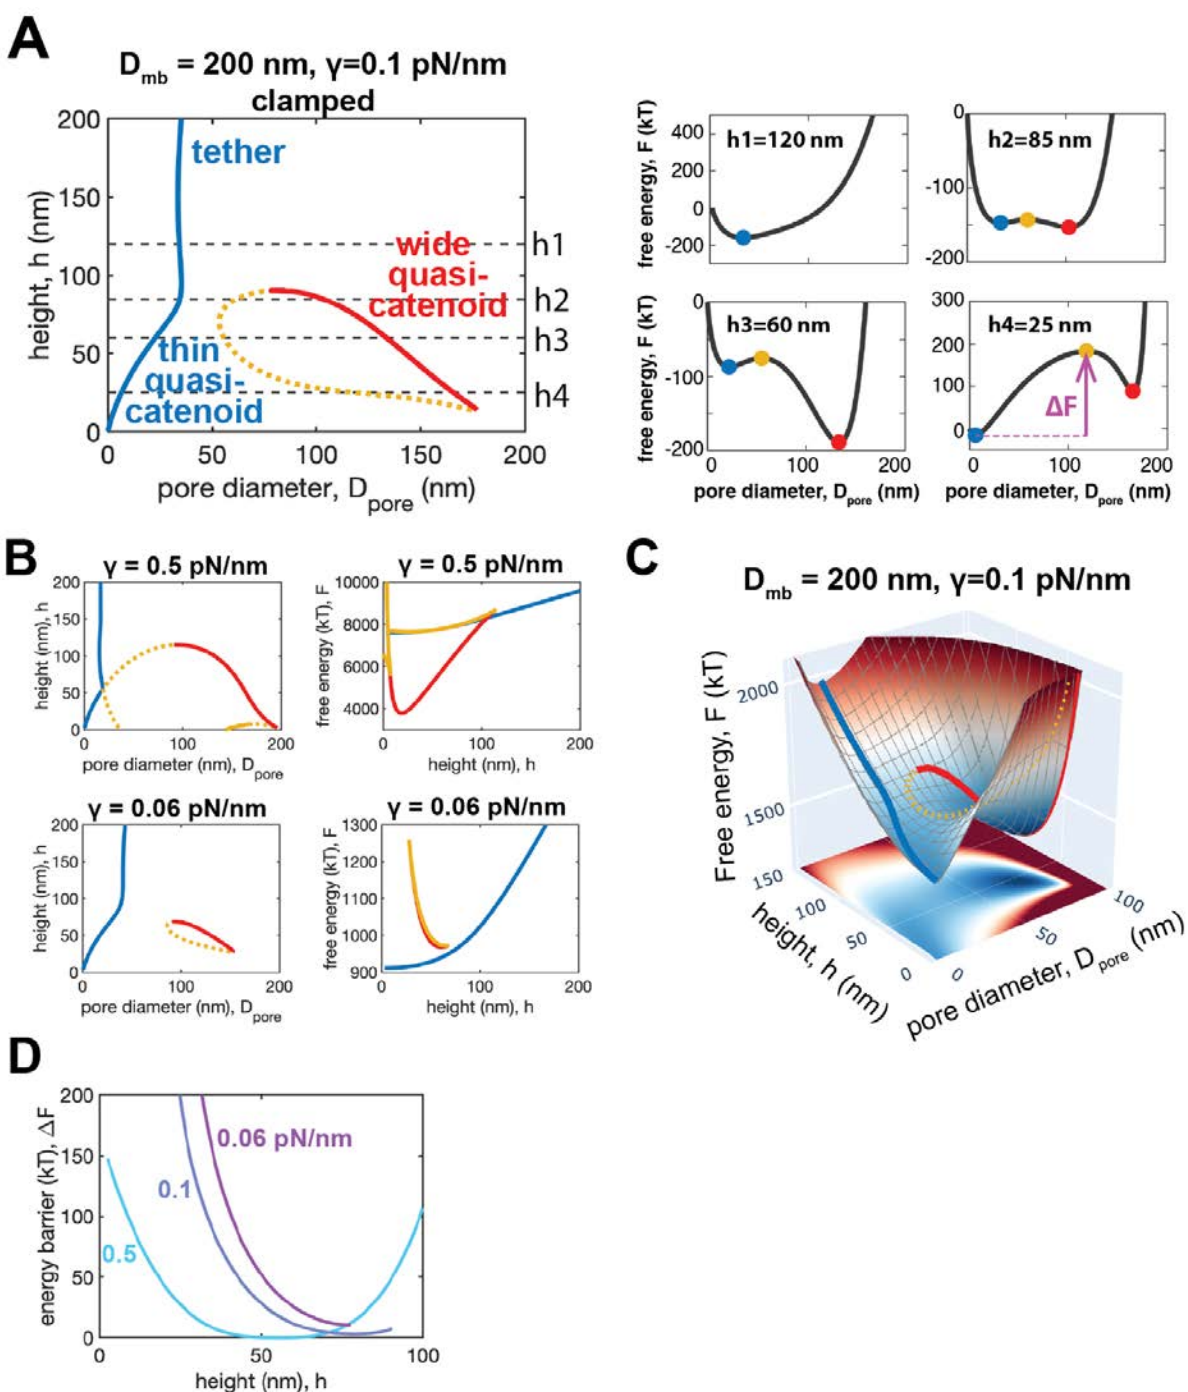 A
D_mb = 200 nm, γ=0.1 pN/nm
clamped
200
150
100
50
0
height, h (nm)
tether
wide
quasi-
catenoid
thin
quasi-
catenoid
h1
h2
h3
h4
0
50
100
150
200
pore diameter, D_pore (nm)
free energy, F (kT)
400
200
0
-200
h1=120 nm
0
-100
-200
h2=85 nm
free energy, F (kT)
0
-100
-200
h3=60 nm
0
100
200
pore diameter, D_pore (nm)
300
200
100
0
h4=25 nm
ΔF
0
100
200
pore diameter, D_pore (nm)
B
γ = 0.5 pN/nm
height (nm), h
200
150
100
50
0
0
100
200
pore diameter (nm), D_pore
γ = 0.5 pN/nm
free energy (kT), F
10000
8000
6000
4000
0
100
200
height (nm), h
γ = 0.06 pN/nm
height (nm), h
200
150
100
50
0
0
100
200
pore diameter (nm), D_pore
γ = 0.06 pN/nm
free energy (kT), F
1300
1200
1100
1000
900
0
100
200
height (nm), h
C
D_mb = 200 nm, γ=0.1 pN/nm
Free energy, F (kT)
2000
1500
150
100
50
0
height, h (nm)
0
50
100
pore diameter, D_pore (nm)
D
energy barrier (kT), ΔF
200
150
100
50
0
0.06 pN/nm
0.1
0.5
0
50
100
height (nm), h